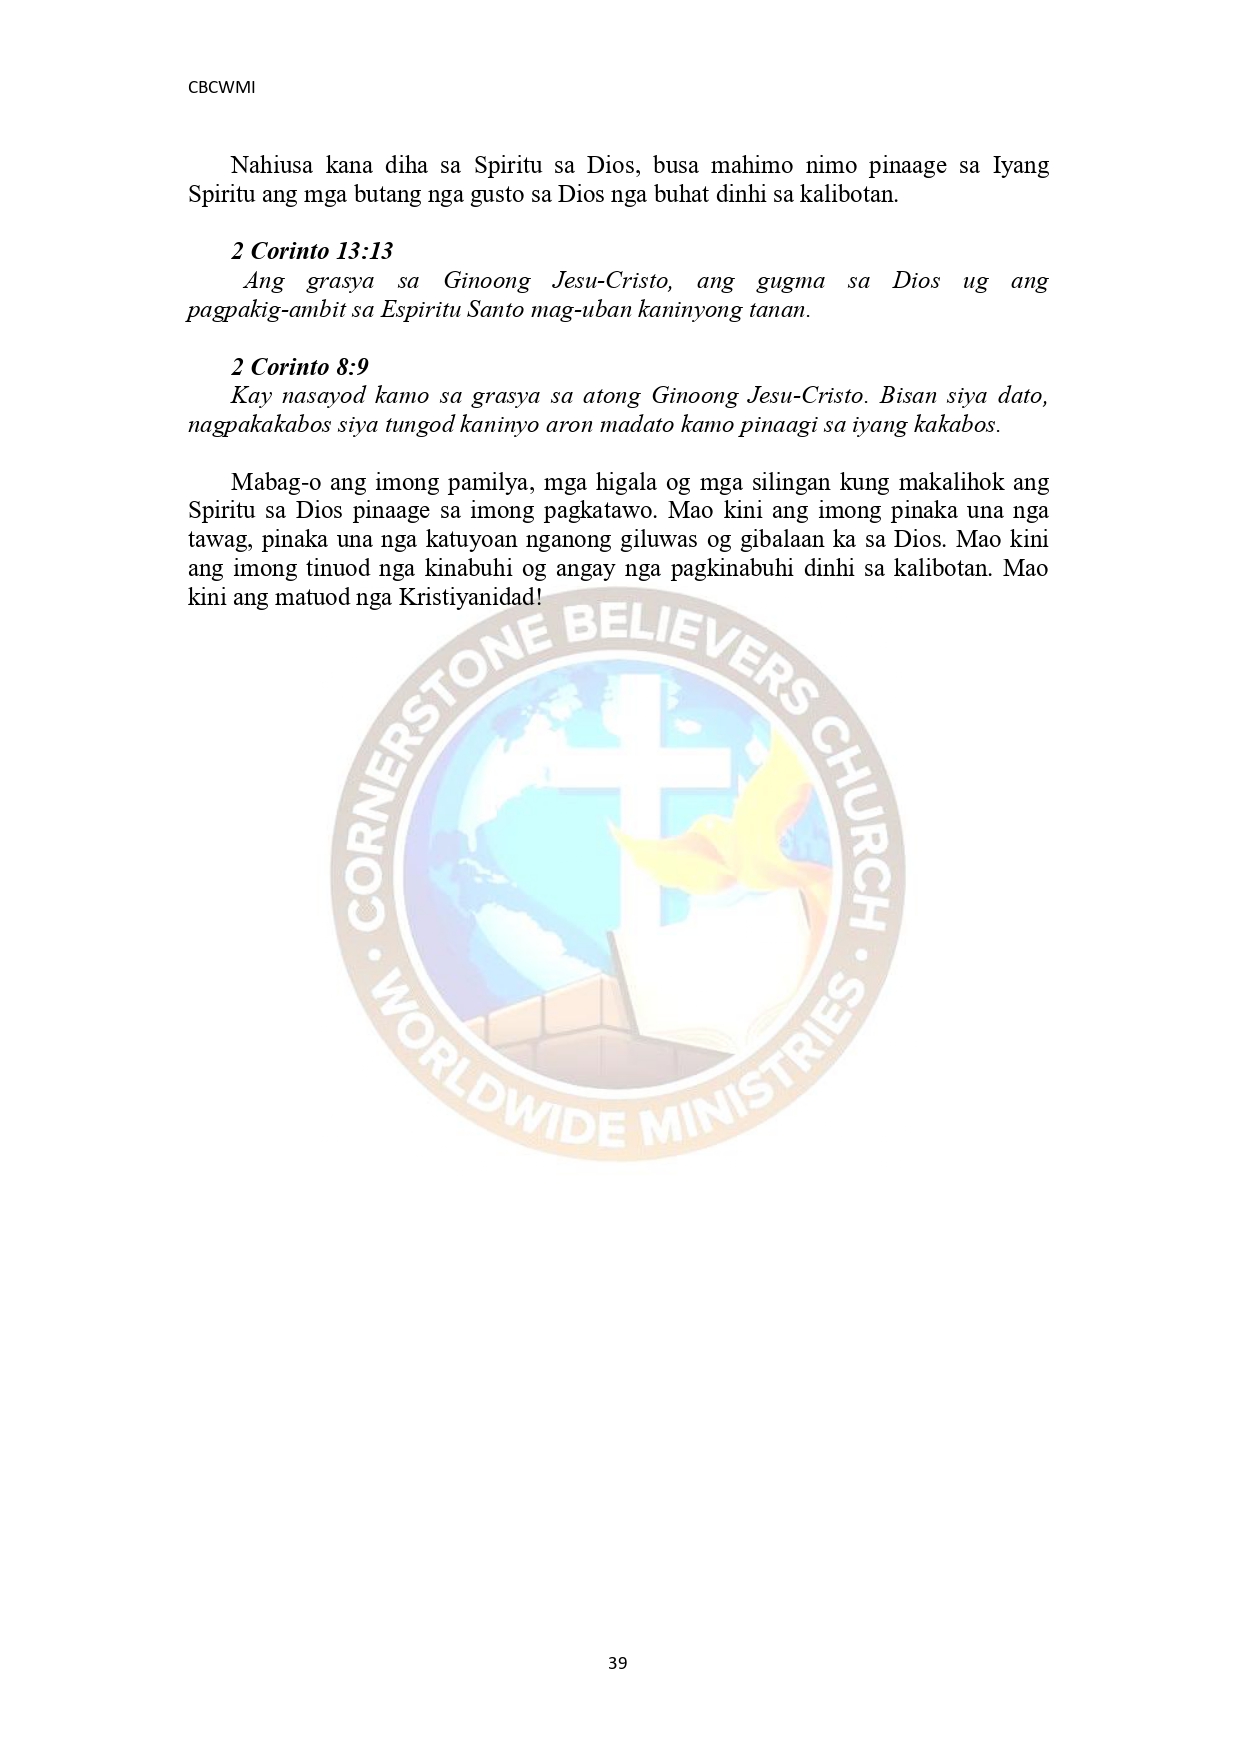 CBCWMI
Nahiusa kana diha sa Spiritu sa Dios, busa mahimo nimo pinaage sa Iyang
Spiritu ang mga butang nga gusto sa Dios nga buhat dinhi sa kalibotan.
2 Corinto 13:13
Ang grasya sa Ginoong Jesu-Cristo, ang gugma sa Dios ug ang
pagpakig-ambit sa Espiritu Santo mag-uban kaninyong tanan.
2 Corinto 8:9
Kay nasayod kamo sa grasya sa atong Ginoong Jesu-Cristo. Bisan siya dato,
nagpakakabos siya tungod kaninyo aron madato kamo pinaagi sa iyang kakabos.
Mabag-o ang imong pamilya, mga higala og mga silingan kung makalihok ang
Spiritu sa Dios pinaage sa imong pagkatawo. Mao kini ang imong pinaka una nga
tawag, pinaka una nga katuyoan nganong giluwas og gibalaan ka sa Dios. Mao kini
ang imong tinuod nga kinabuhi og angay nga pagkinabuhi dinhi sa kalibotan. Mao
kini ang matuod nga Kristiyanidad!
CORNERSTONE BELIEVERS CHURCH
• WORLDWIDE MINISTRIES •
39